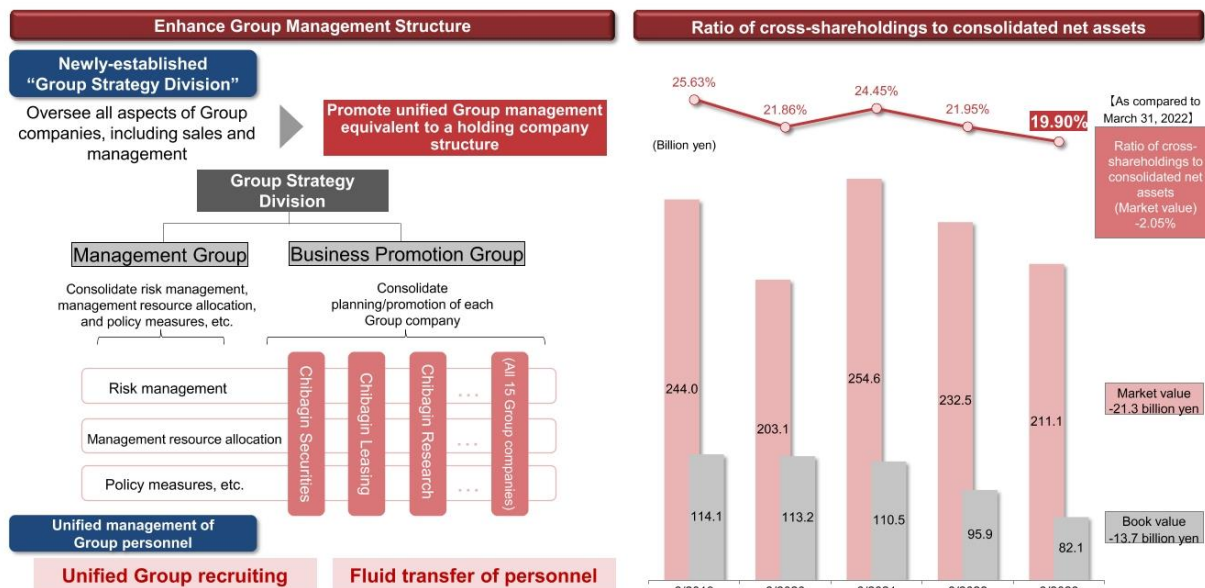 Enhance Group Management Structure
Newly-established
“Group Strategy Division”
Oversee all aspects of Group
companies, including sales and
management
Promote unified Group management
equivalent to a holding company
structure
Group Strategy
Division
Management Group
Business Promotion Group
Consolidate risk management,
management resource allocation,
and policy measures, etc.
Consolidate
planning/promotion of each
Group company
Risk management
Management resource allocation
Policy measures, etc.
Chibagin Securities
Chibagin Leasing
Chibagin Research
...
...
...
(All 15 Group companies)
Unified management of
Group personnel
Unified Group recruiting
Fluid transfer of personnel
Ratio of cross-shareholdings to consolidated net assets
25.63%
21.86%
24.45%
21.95%
19.90%
(Billion yen)
【As compared to
March 31, 2022】
Ratio of cross-
shareholdings to
consolidated net
assets
(Market value)
-2.05%
244.0
203.1
254.6
232.5
211.1
114.1
113.2
110.5
95.9
82.1
Market value
-21.3 billion yen
Book value
-13.7 billion yen